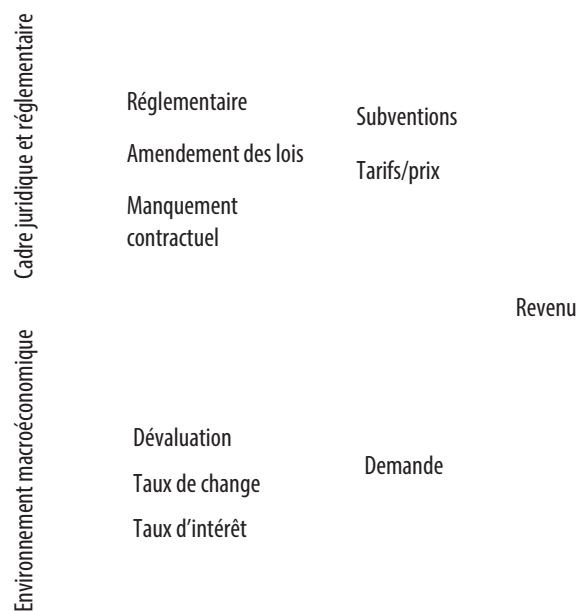 Cadre juridique et réglementaire
Réglementaire
Amendement des lois
Manquement
contractuel
Subventions
Tarifs/prix
Revenu
Environnement macroéconomique
Dévaluation
Taux de change
Taux d’intérêt
Demande